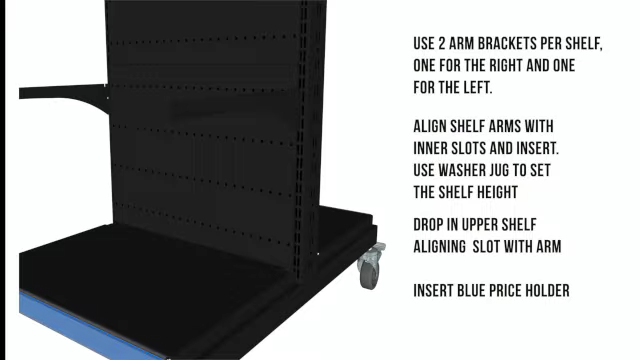 USE 2 ARM BRACKETS PER SHELF,
ONE FOR THE RIGHT AND ONE
FOR THE LEFT.
ALIGN SHELF ARMS WITH
INNER SLOTS AND INSERT.
USE WASHER JUG TO SET
THE SHELF HEIGHT
DROP IN UPPER SHELF
ALIGNING SLOT WITH ARM
INSERT BLUE PRICE HOLDER